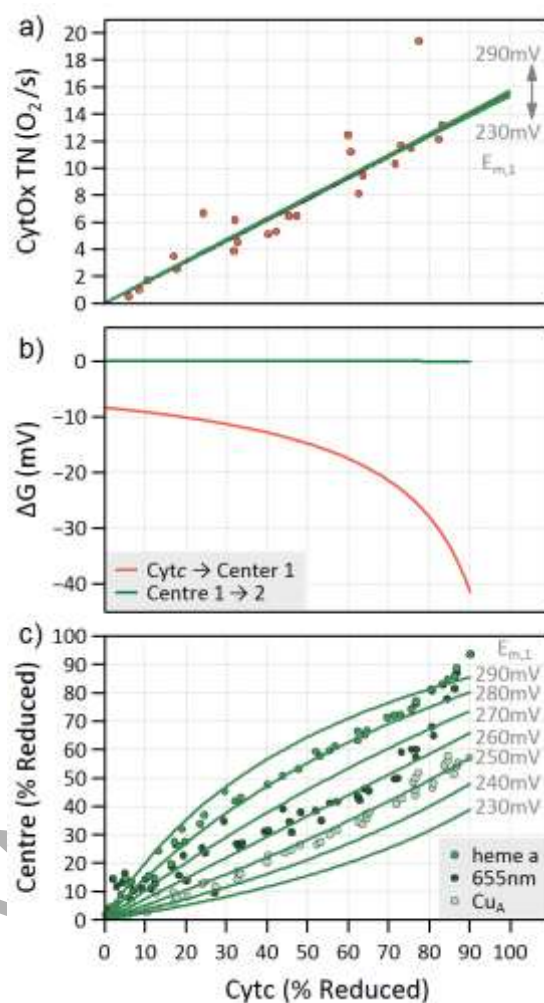 a)
CytOx TN (O₂/s)
20
18
16
14
12
10
8
6
4
2
0
290mV
230mV
Eₘ,₁
b)
ΔG (mV)
0
−10
−20
−30
−40
Cytc → Center 1
Centre 1 → 2
c)
Centre (% Reduced)
100
90
80
70
60
50
40
30
20
10
0
Eₘ,₁
290mV
280mV
270mV
260mV
250mV
240mV
230mV
heme a
655nm
Cu_A
0 10 20 30 40 50 60 70 80 90 100
Cytc (% Reduced)